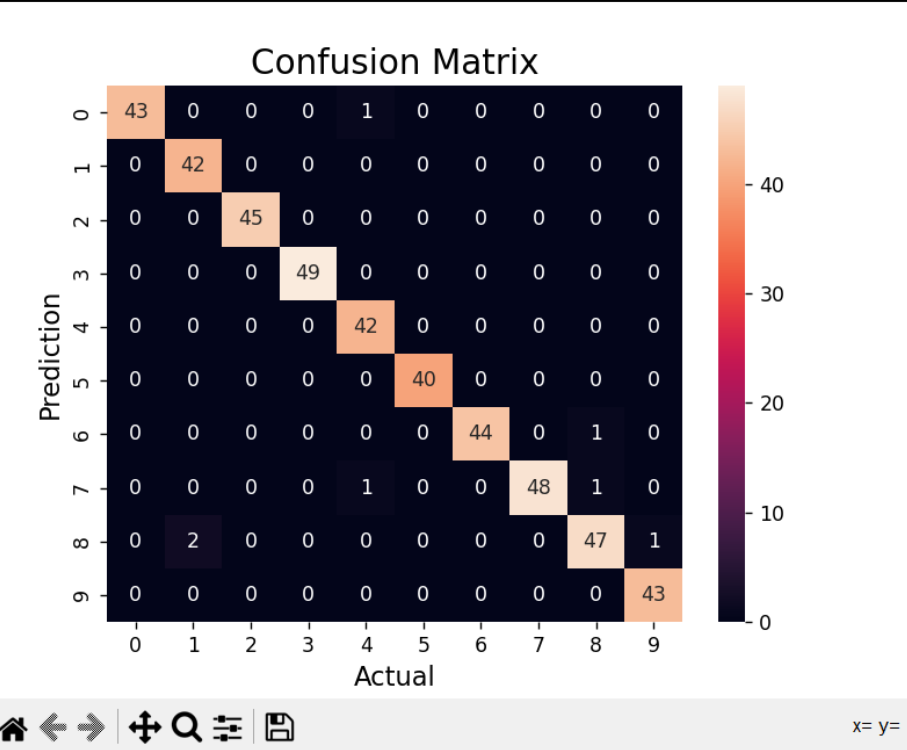 Confusion Matrix
0 43 0 0 0 1 0 0 0 0 0
1 0 42 0 0 0 0 0 0 0 0
2 0 0 45 0 0 0 0 0 0 0
3 0 0 0 49 0 0 0 0 0 0
4 0 0 0 0 42 0 0 0 0 0
5 0 0 0 0 0 40 0 0 0 0
6 0 0 0 0 0 0 44 0 1 0
7 0 0 0 0 1 0 0 48 1 0
8 0 2 0 0 0 0 0 0 47 1
9 0 0 0 0 0 0 0 0 0 43
0 1 2 3 4 5 6 7 8 9
Prediction
Actual
40
30
20
10
0
x= y=